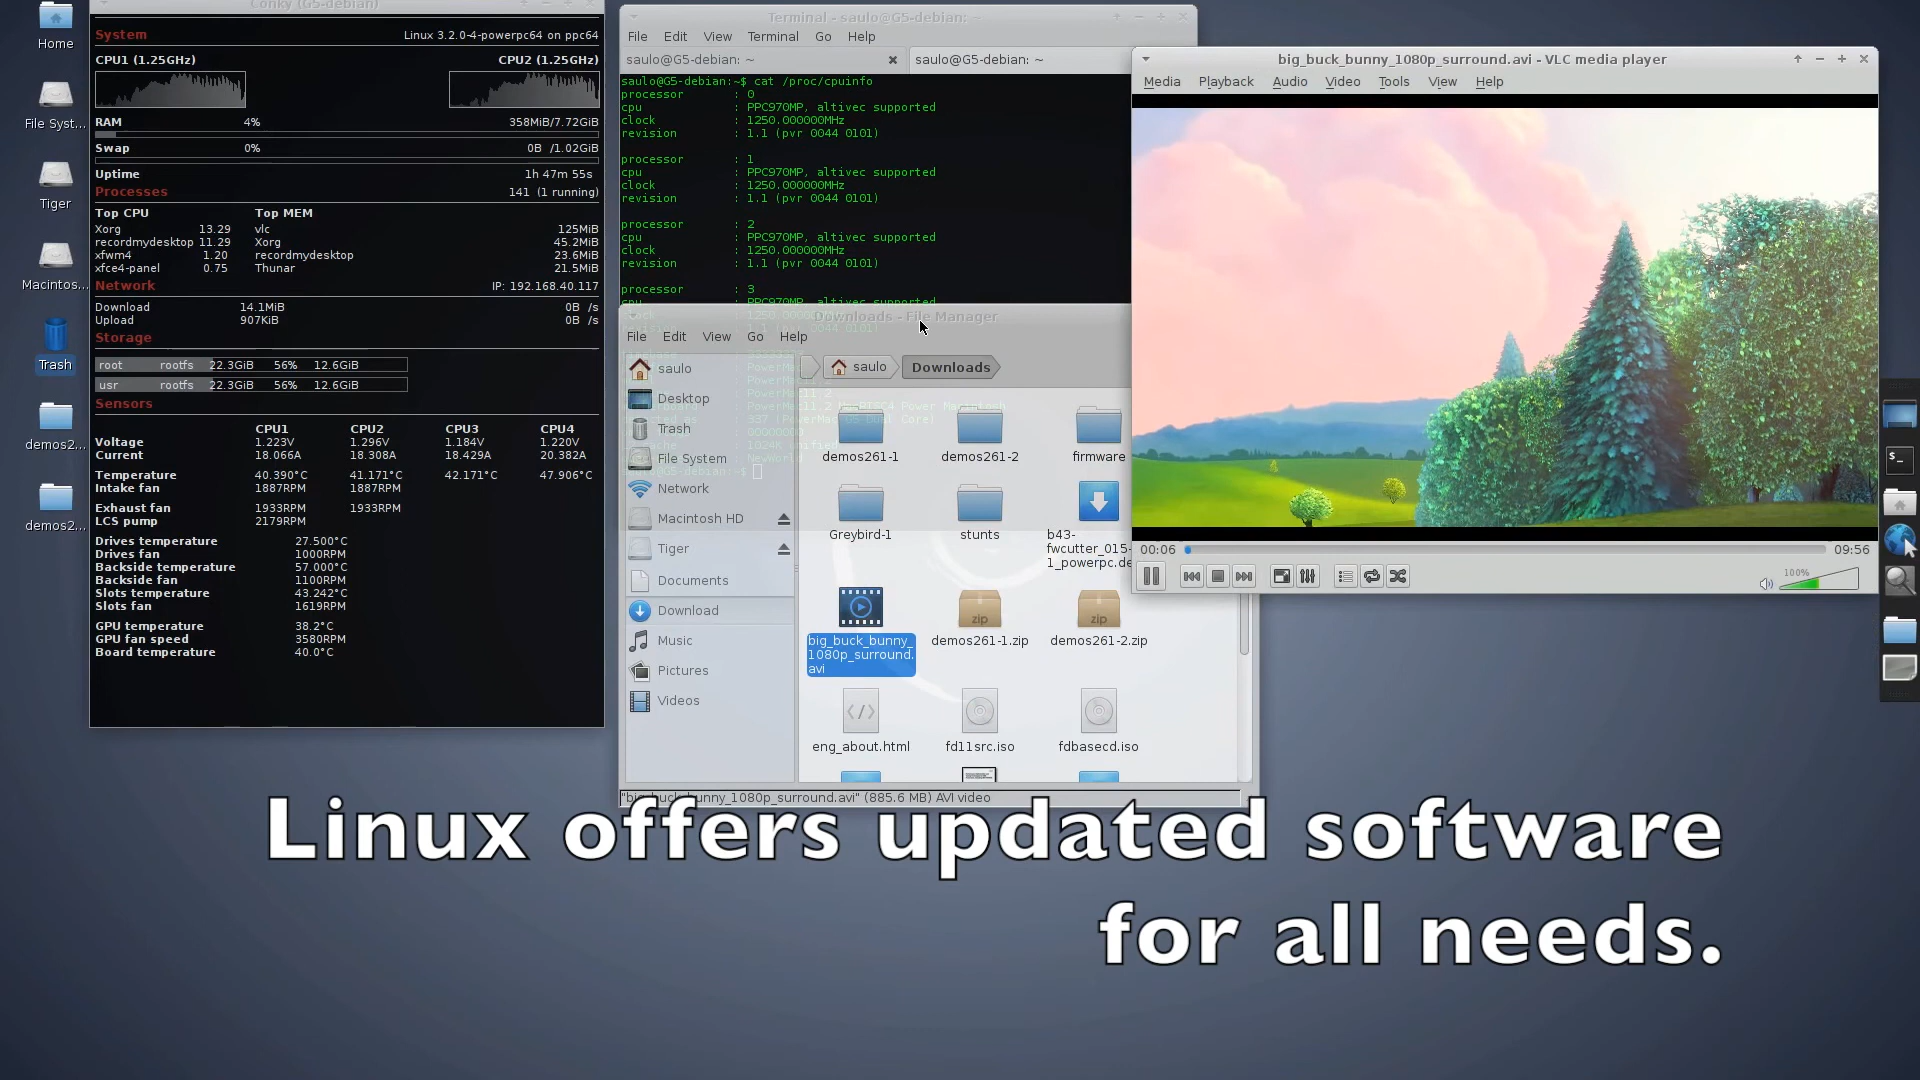 Home
File Syst...
Tiger
Macintos...
Trash
demos2...
demos2...
Conky (G5-debian)
System
Linux 3.2.0-4-powerpc64 on ppc64
CPU1 (1.25GHz) CPU2 (1.25GHz)
RAM 4% 358MiB/7.72GiB
Swap 0% 0B /1.02GiB
Uptime 1h 47m 55s
Processes 141 (1 running)
Top CPU Top MEM
Xorg 13.29 vlc 125MiB
recordmydesktop 11.29 Xorg 45.2MiB
xfwm4 1.20 recordmydesktop 23.6MiB
xfce4-panel 0.75 Thunar 21.5MiB
Network IP: 192.168.40.117
Download 14.1MiB 0B /s
Upload 907KiB 0B /s
Storage
root rootfs 22.3GiB 56% 12.6GiB
usr rootfs 22.3GiB 56% 12.6GiB
Sensors
CPU1 CPU2 CPU3 CPU4
Voltage 1.223V 1.296V 1.184V 1.220V
Current 18.066A 18.308A 18.429A 20.382A
Temperature 40.390°C 41.171°C 42.171°C 47.906°C
Intake fan 1887RPM 1887RPM
Exhaust fan 1933RPM 1933RPM
LCS pump 2179RPM
Drives temperature 27.500°C
Drives fan 1000RPM
Backside temperature 57.000°C
Backside fan 1100RPM
Slots temperature 43.242°C
Slots fan 1619RPM
GPU temperature 38.2°C
GPU fan speed 3580RPM
Board temperature 40.0°C
Terminal - saulo@G5-debian: ~
File Edit View Terminal Go Help
saulo@G5-debian: ~ saulo@G5-debian: ~
saulo@G5-debian:~$ cat /proc/cpuinfo
processor : 0
cpu : PPC970MP, altivec supported
clock : 1250.000000MHz
revision : 1.1 (pvr 0044 0101)
processor : 1
cpu : PPC970MP, altivec supported
clock : 1250.000000MHz
revision : 1.1 (pvr 0044 0101)
processor : 2
cpu : PPC970MP, altivec supported
clock : 1250.000000MHz
revision : 1.1 (pvr 0044 0101)
processor : 3
cpu : PPC970MP, altivec supported
Downloads - File Manager
File Edit View Go Help
saulo Downloads
saulo
Desktop
Trash
File System
Network
Macintosh HD
Tiger
Documents
Download
Music
Pictures
Videos
demos261-1 demos261-2 firmware
Greybird-1 stunts b43-
fwcutter_015-
1_powerpc.de
big_buck_bunny_
1080p_surround.
avi
demos261-1.zip demos261-2.zip
eng_about.html fd11src.iso fdbasecd.iso
"big_buck_bunny_1080p_surround.avi" (885.6 MB) AVI video
big_buck_bunny_1080p_surround.avi - VLC media player
Media Playback Audio Video Tools View Help
00:06 09:56
100%
Linux offers updated software
for all needs.